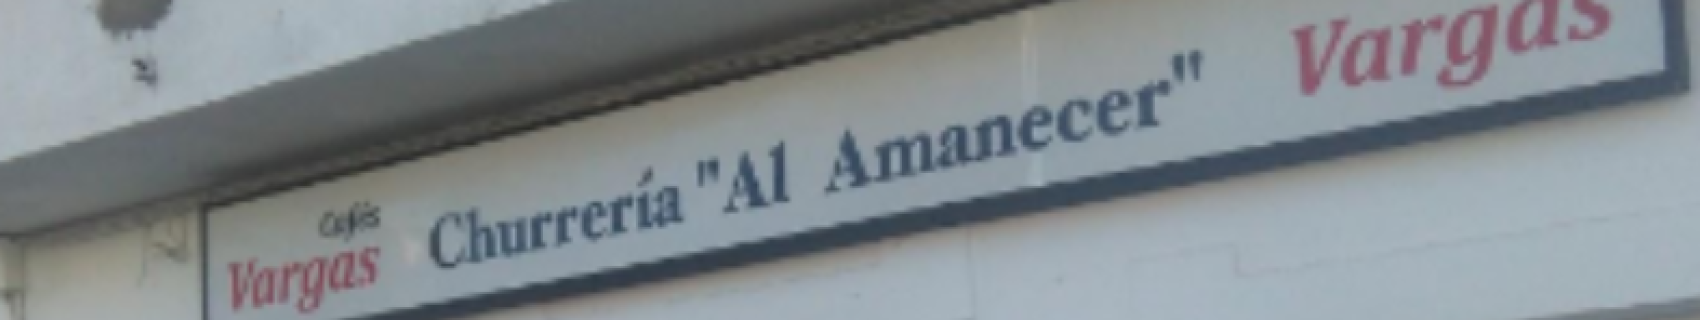 Cafés
Vargas
Churrería "Al Amanecer"
Vargas